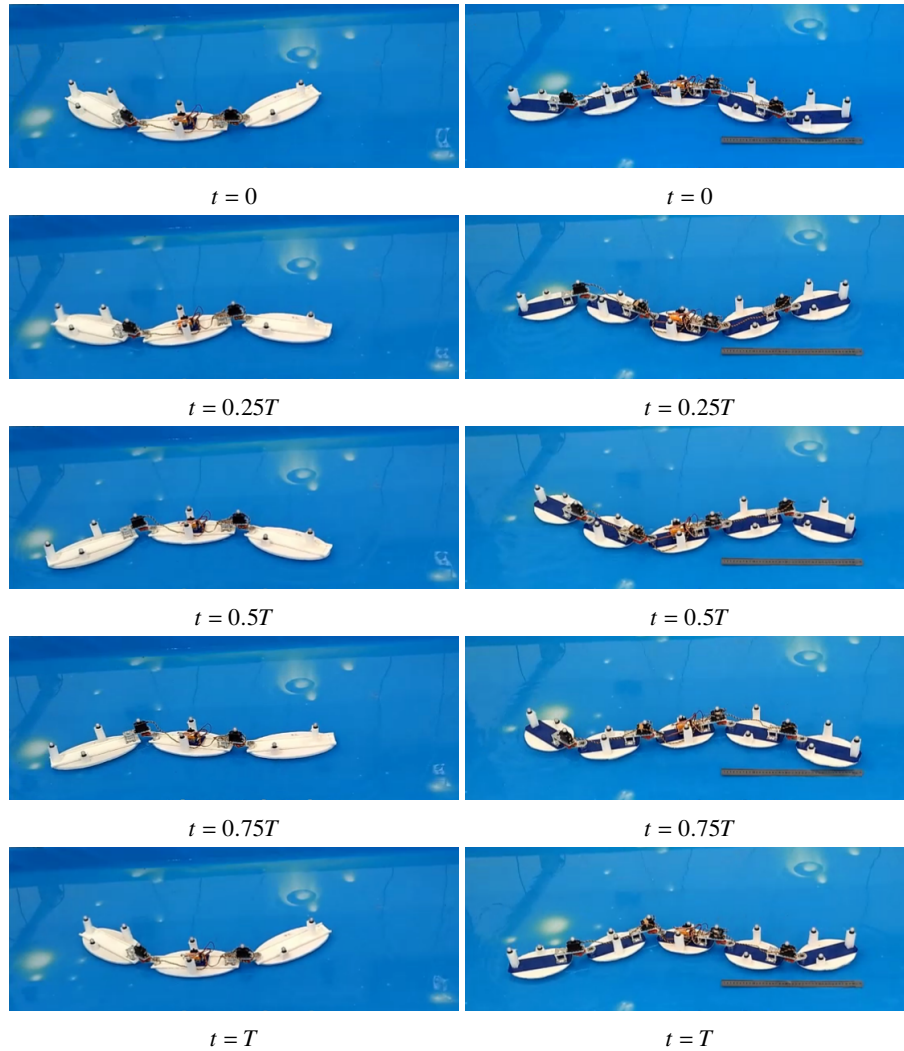 t = 0
t = 0
t = 0.25T
t = 0.25T
t = 0.5T
t = 0.5T
t = 0.75T
t = 0.75T
t = T
t = T